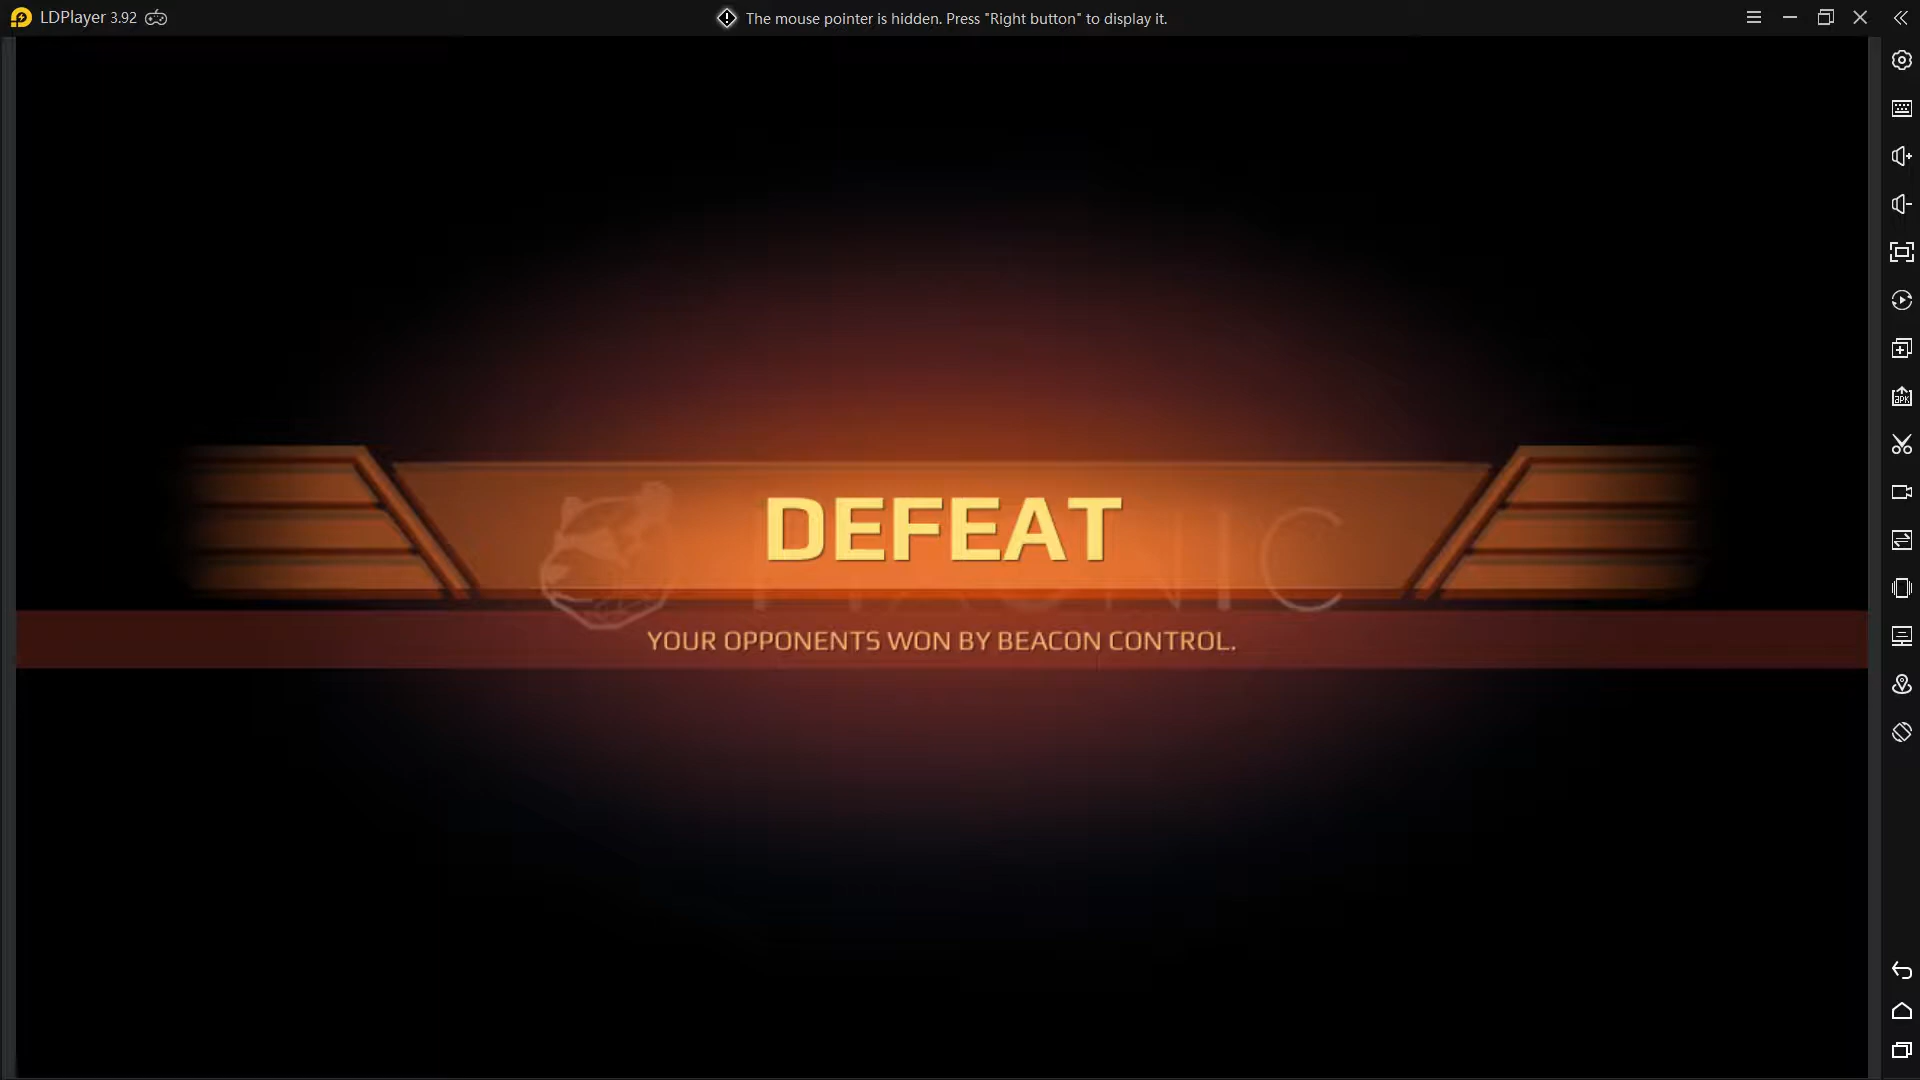 LDPlayer 3.92
The mouse pointer is hidden. Press "Right button" to display it.
DEFEAT
YOUR OPPONENTS WON BY BEACON CONTROL.